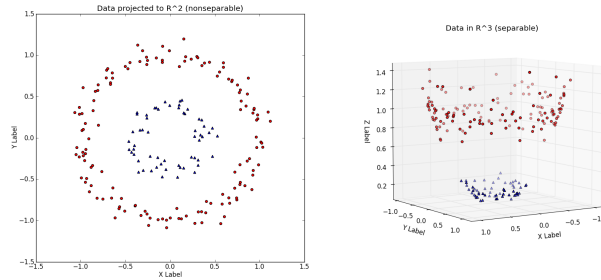 Data projected to R^2 (nonseparable)
1.5
1.0
0.5
0.0
−0.5
−1.0
−1.5
−1.5 −1.0 −0.5 0.0 0.5 1.0 1.5
Y Label
X Label
Data in R^3 (separable)
1.4
1.2
1.0
0.8
0.6
0.4
0.2
Z Label
−1.0 −0.5 0.0 0.5 1.0
Y Label
1.0 0.5 0.0 −0.5 −1.0
X Label